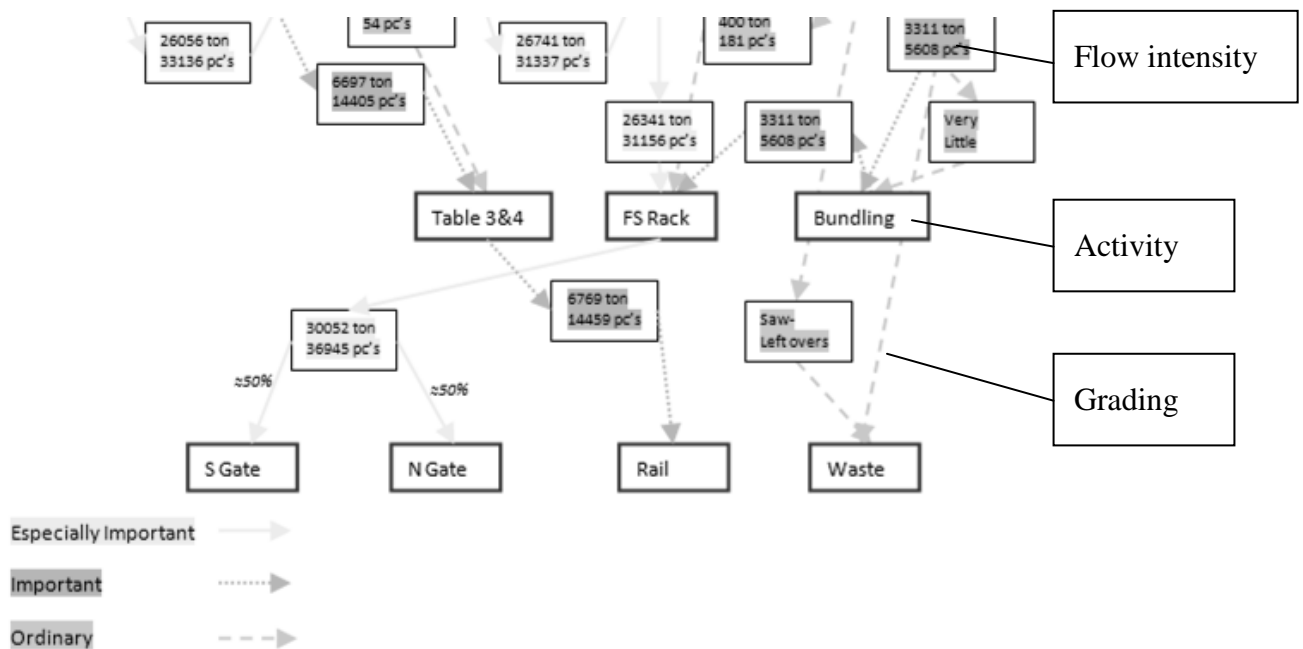 54 pc's
400 ton
181 pc's
3311 ton
5608 pc's
26056 ton
33136 pc's
26741 ton
31337 pc's
Flow intensity
6697 ton
14405 pc's
26341 ton
31156 pc's
3311 ton
5608 pc's
Very
Little
Table 3&4
FS Rack
Bundling
Activity
6769 ton
14459 pc's
30052 ton
36945 pc's
Saw-
Left overs
≈50%
≈50%
Grading
S Gate
N Gate
Rail
Waste
Especially Important
Important
Ordinary